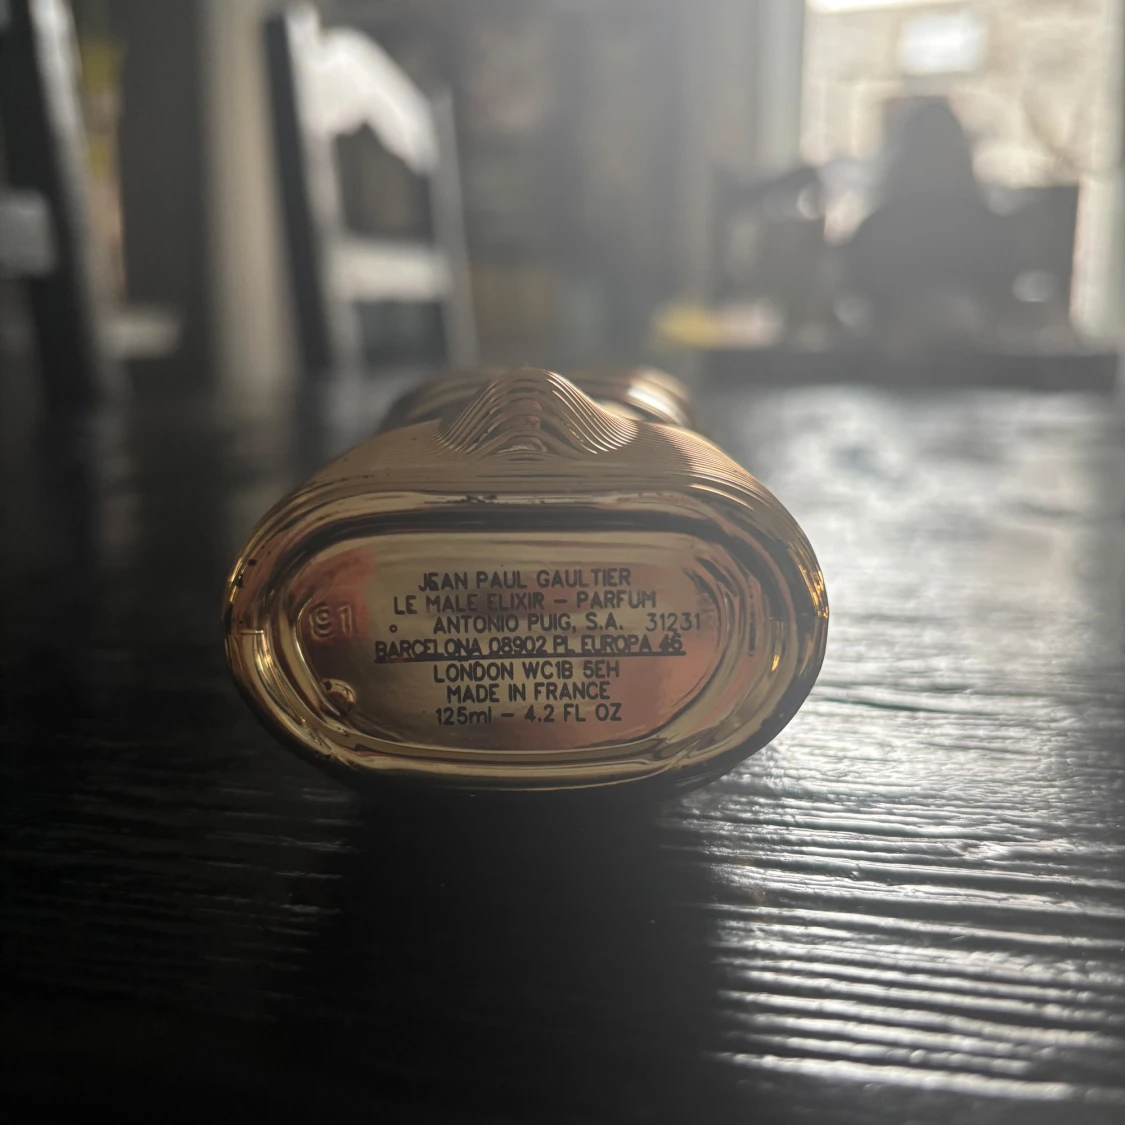 JEAN PAUL GAULTIER
LE MALE ELIXIR – PARFUM
ANTONIO PUIG, S.A. 31231
BARCELONA 08902 PL EUROPA 46
LONDON WC1B 5EH
MADE IN FRANCE
125ml – 4.2 FL OZ